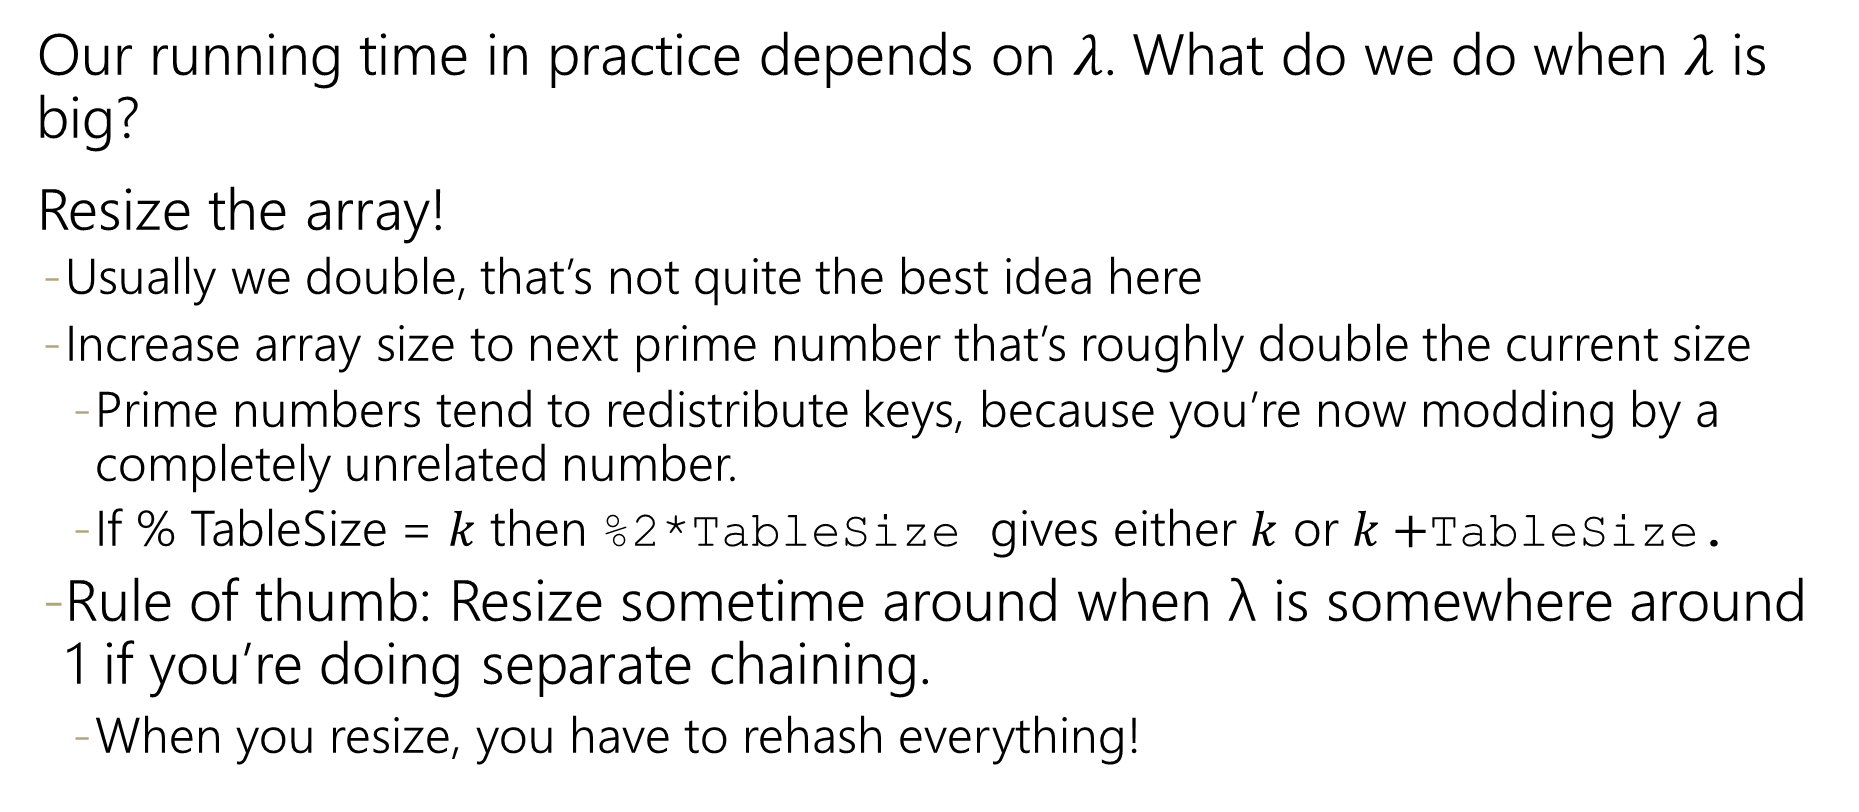 Our running time in practice depends on 𝜆. What do we do when 𝜆 is
big?
Resize the array!
-Usually we double, that’s not quite the best idea here
-Increase array size to next prime number that’s roughly double the current size
-Prime numbers tend to redistribute keys, because you’re now modding by a
completely unrelated number.
-If % TableSize = 𝒌 then %2*TableSize gives either 𝒌 or 𝒌 +TableSize.
-Rule of thumb: Resize sometime around when λ is somewhere around
1 if you’re doing separate chaining.
-When you resize, you have to rehash everything!